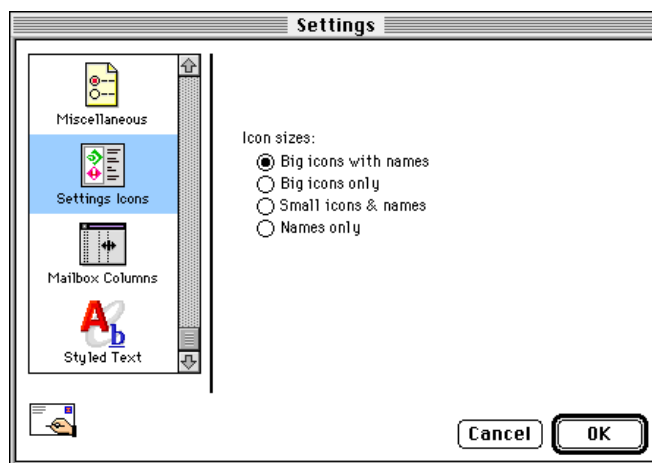 Settings
Miscellaneous
Settings Icons
Mailbox Columns
Styled Text
Icon sizes:
Big icons with names
Big icons only
Small icons & names
Names only
Cancel
OK